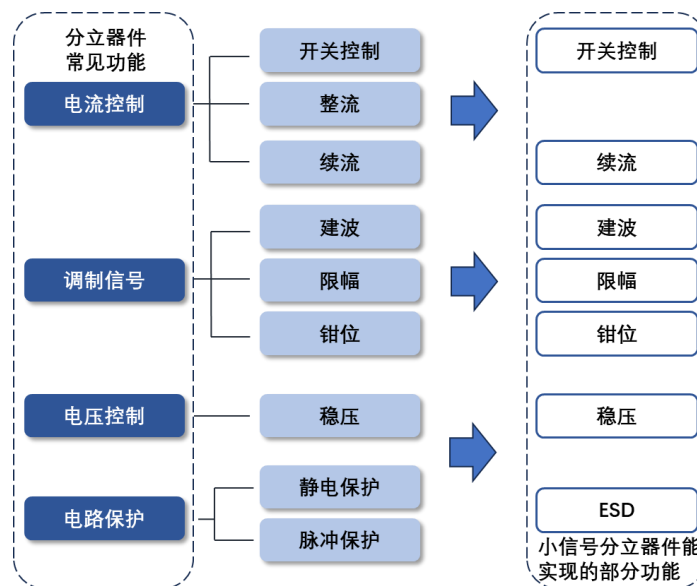 分立器件
常见功能
电流控制
调制信号
电压控制
电路保护
开关控制
整流
续流
建波
限幅
钳位
稳压
静电保护
脉冲保护
开关控制
续流
建波
限幅
钳位
稳压
ESD
小信号分立器件能
实现的部分功能